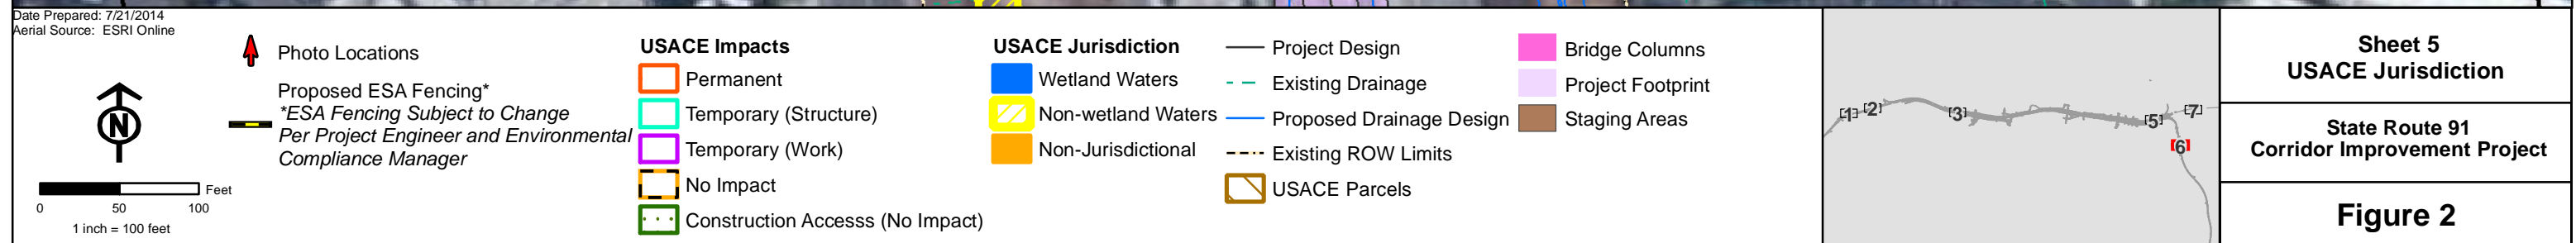 Date Prepared: 7/21/2014
Aerial Source: ESRI Online
N
Feet
0 50 100
1 inch = 100 feet
Photo Locations
Proposed ESA Fencing*
*ESA Fencing Subject to Change
Per Project Engineer and Environmental
Compliance Manager
USACE Impacts
Permanent
Temporary (Structure)
Temporary (Work)
No Impact
Construction Accesss (No Impact)
USACE Jurisdiction
Wetland Waters
Non-wetland Waters
Non-Jurisdictional
Project Design
Existing Drainage
Proposed Drainage Design
Existing ROW Limits
USACE Parcels
Bridge Columns
Project Footprint
Staging Areas
1 2 3 5 7
6
Sheet 5
USACE Jurisdiction
State Route 91
Corridor Improvement Project
Figure 2